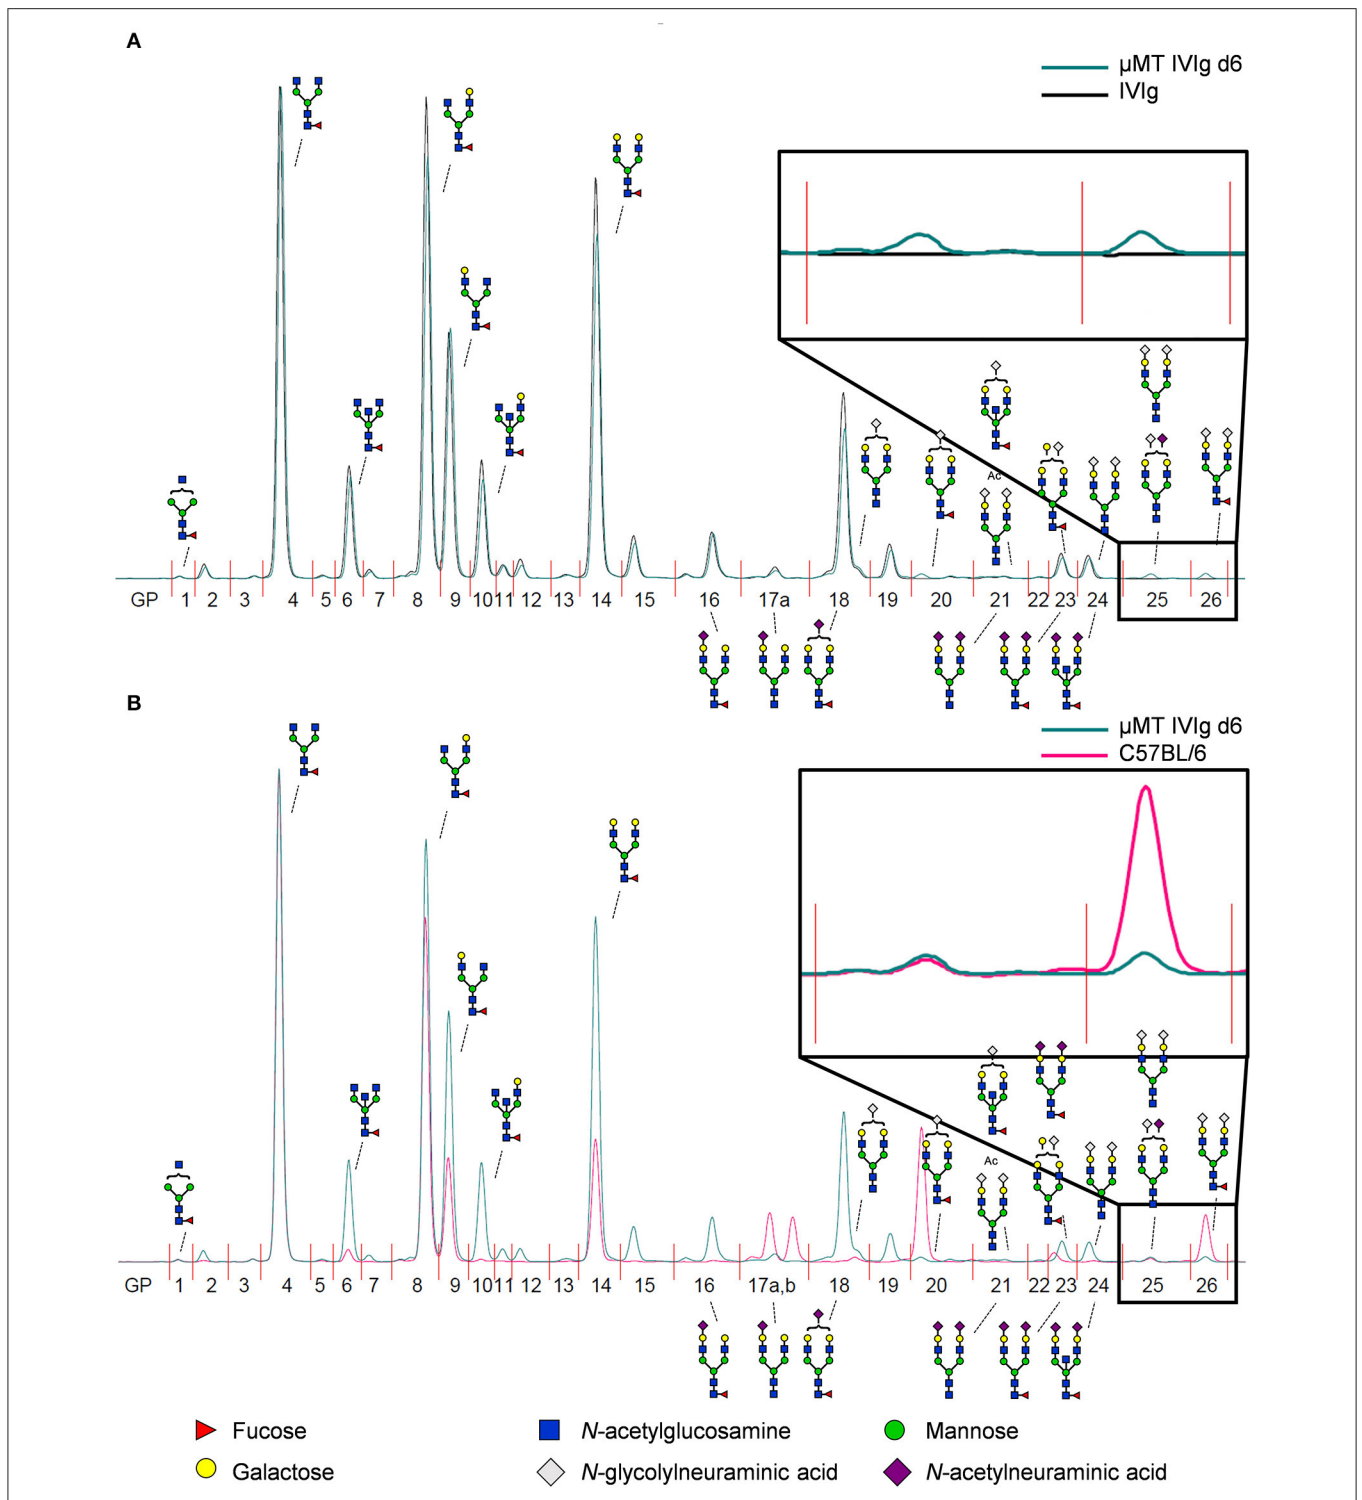 A
µMT IVIg d6
IVIg
Ac
GP 1 2 3 4 5 6 7 8 9 10 11 12 13 14 15 16 17a 18 19 20 21 22 23 24 25 26
B
µMT IVIg d6
C57BL/6
Ac
GP 1 2 3 4 5 6 7 8 9 10 11 12 13 14 15 16 17a,b 18 19 20 21 22 23 24 25 26
Fucose N-acetylglucosamine Mannose
Galactose N-glycolylneuraminic acid N-acetylneuraminic acid